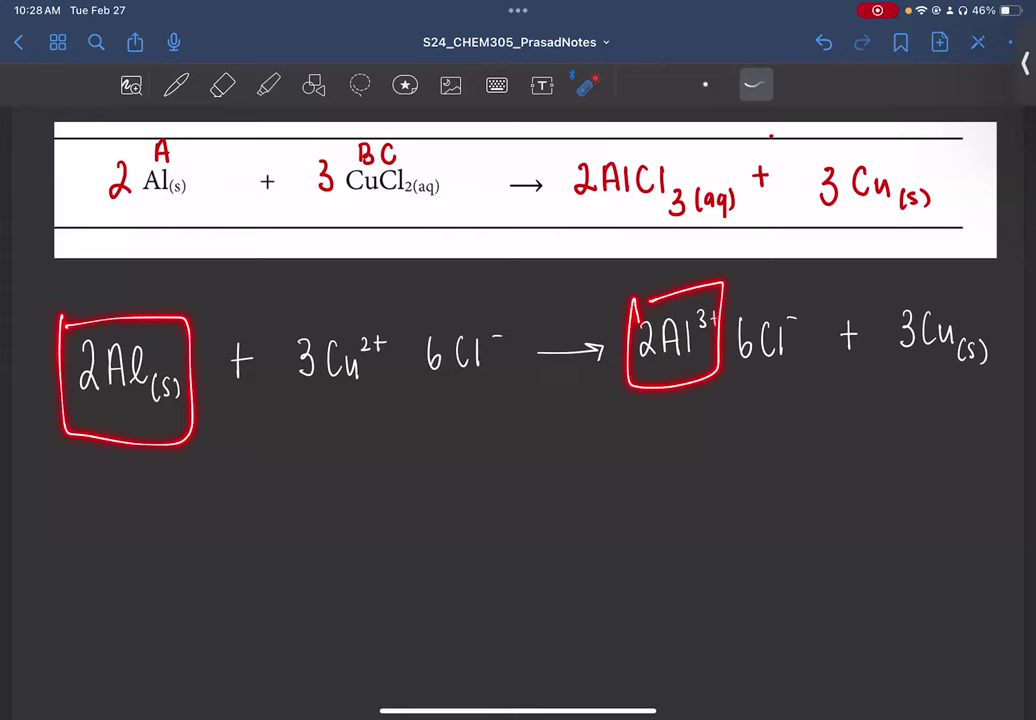 10:28 AM Tue Feb 27 46%
S24_CHEM305_PrasadNotes
A BC
2 Al(s) + 3 CuCl2(aq) → 2AlCl3(aq) + 3 Cu(s)
2Al(s) + 3Cu²⁺ 6Cl⁻ → 2Al³⁺ 6Cl⁻ + 3Cu(s)